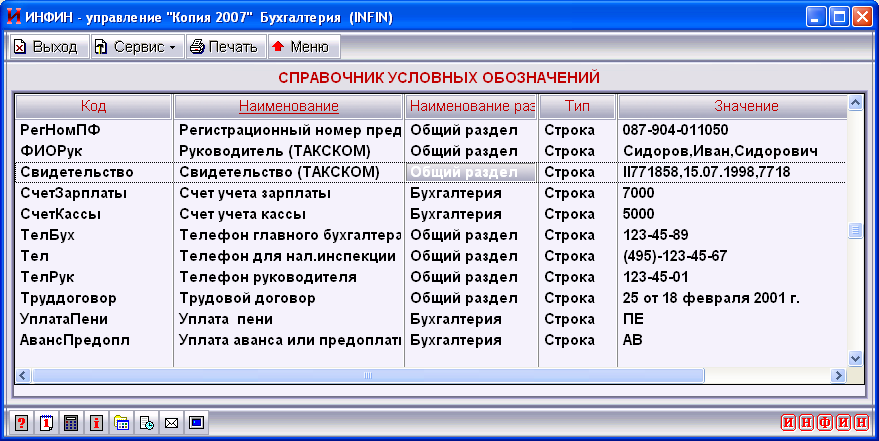 ИНФИН - управление "Копия 2007" Бухгалтерия (INFIN)
Выход Сервис Печать Меню
СПРАВОЧНИК УСЛОВНЫХ ОБОЗНАЧЕНИЙ
Код Наименование Наименование раз Тип Значение
РегНомПФ Регистрационный номер пред Общий раздел Строка 087-904-011050
ФИОРук Руководитель (ТАКСКОМ) Общий раздел Строка Сидоров,Иван,Сидорович
Свидетельство Свидетельство (ТАКСКОМ) Общий раздел Строка II771858,15.07.1998,7718
СчетЗарплаты Счет учета зарплаты Бухгалтерия Строка 7000
СчетКассы Счет учета кассы Бухгалтерия Строка 5000
ТелБух Телефон главного бухгалтера Общий раздел Строка 123-45-89
Тел Телефон для нал.инспекции Общий раздел Строка (495)-123-45-67
ТелРук Телефон руководителя Общий раздел Строка 123-45-01
Труддоговор Трудовой договор Общий раздел Строка 25 от 18 февраля 2001 г.
УплатаПени Уплата пени Бухгалтерия Строка ПЕ
АвансПредопл Уплата аванса или предоплаты Бухгалтерия Строка АВ
ИНФИН